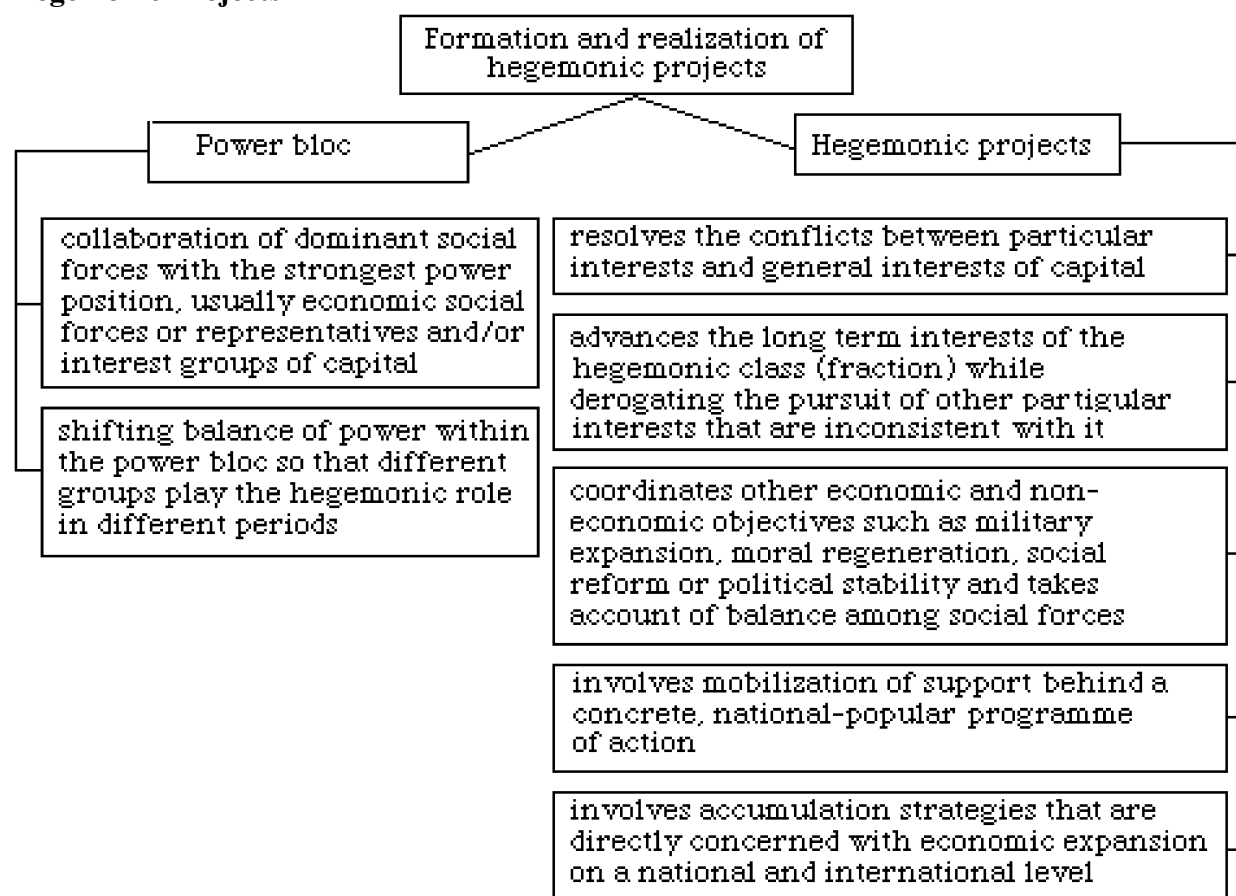 Formation and realization of
hegemonic projects
Power bloc
Hegemonic projects
collaboration of dominant social
forces with the strongest power
position, usually economic social
forces or representatives and/or
interest groups of capital
shifting balance of power within
the power bloc so that different
groups play the hegemonic role
in different periods
resolves the conflicts between particular
interests and general interests of capital
advances the long term interests of the
hegemonic class (fraction) while
derogating the pursuit of other partigular
interests that are inconsistent with it
coordinates other economic and non-
economic objectives such as military
expansion, moral regeneration, social
reform or political stability and takes
account of balance among social forces
involves mobilization of support behind a
concrete, national-popular programme
of action
involves accumulation strategies that are
directly concerned with economic expansion
on a national and international level